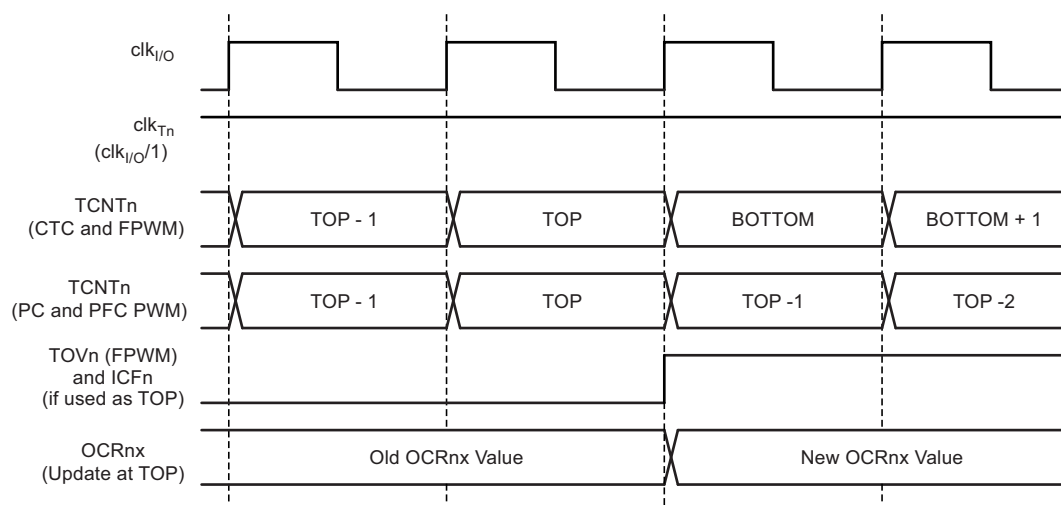 clkI/O
clkTn
(clkI/O/1)
TCNTn
(CTC and FPWM)
TOP - 1
TOP
BOTTOM
BOTTOM + 1
TCNTn
(PC and PFC PWM)
TOP - 1
TOP
TOP -1
TOP -2
TOVn (FPWM)
and ICFn
(if used as TOP)
OCRnx
(Update at TOP)
Old OCRnx Value
New OCRnx Value